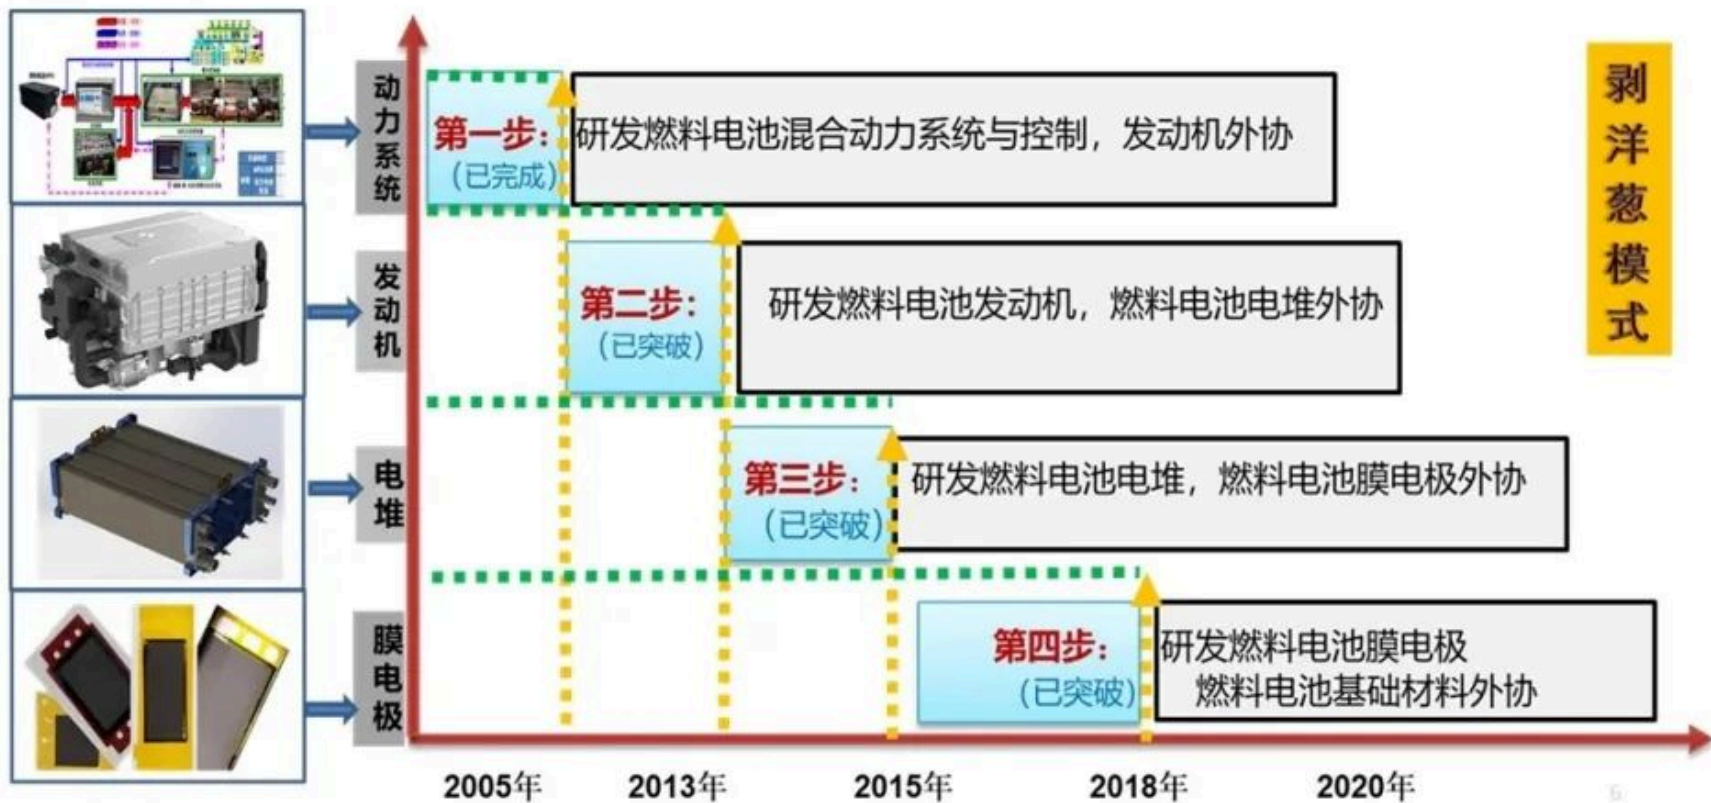 剥洋葱模式
动力系统
第一步：
（已完成）
研发燃料电池混合动力系统与控制，发动机外协
发动机
第二步：
（已突破）
研发燃料电池发动机，燃料电池电堆外协
电堆
第三步：
（已突破）
研发燃料电池电堆，燃料电池膜电极外协
膜电极
第四步：
（已突破）
研发燃料电池膜电极
燃料电池基础材料外协
2005年
2013年
2015年
2018年
2020年
6